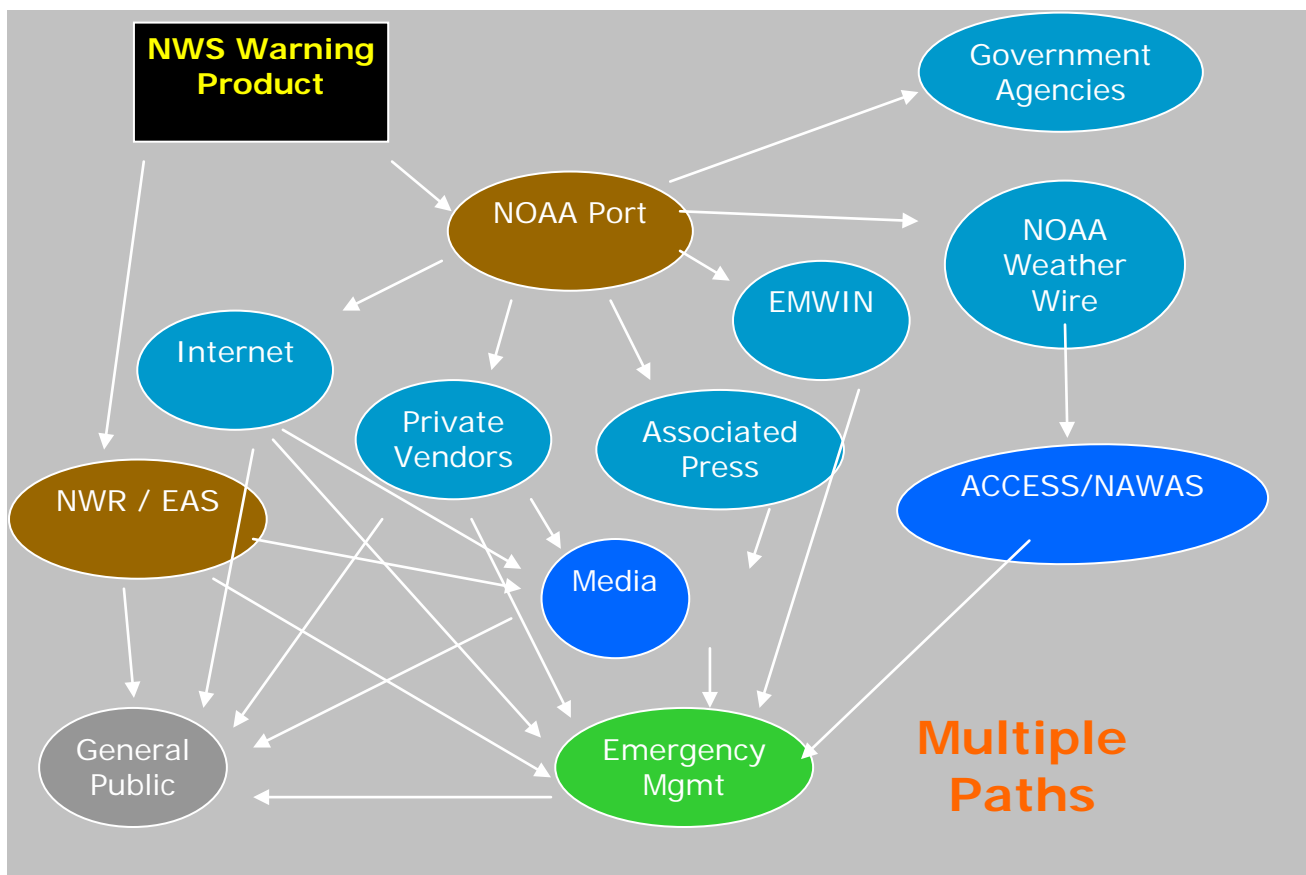 NWS Warning
Product
Government
Agencies
NOAA Port
NOAA
Weather
Wire
EMWIN
Internet
Private
Vendors
Associated
Press
ACCESS/NAWAS
NWR / EAS
Media
General
Public
Emergency
Mgmt
Multiple
Paths